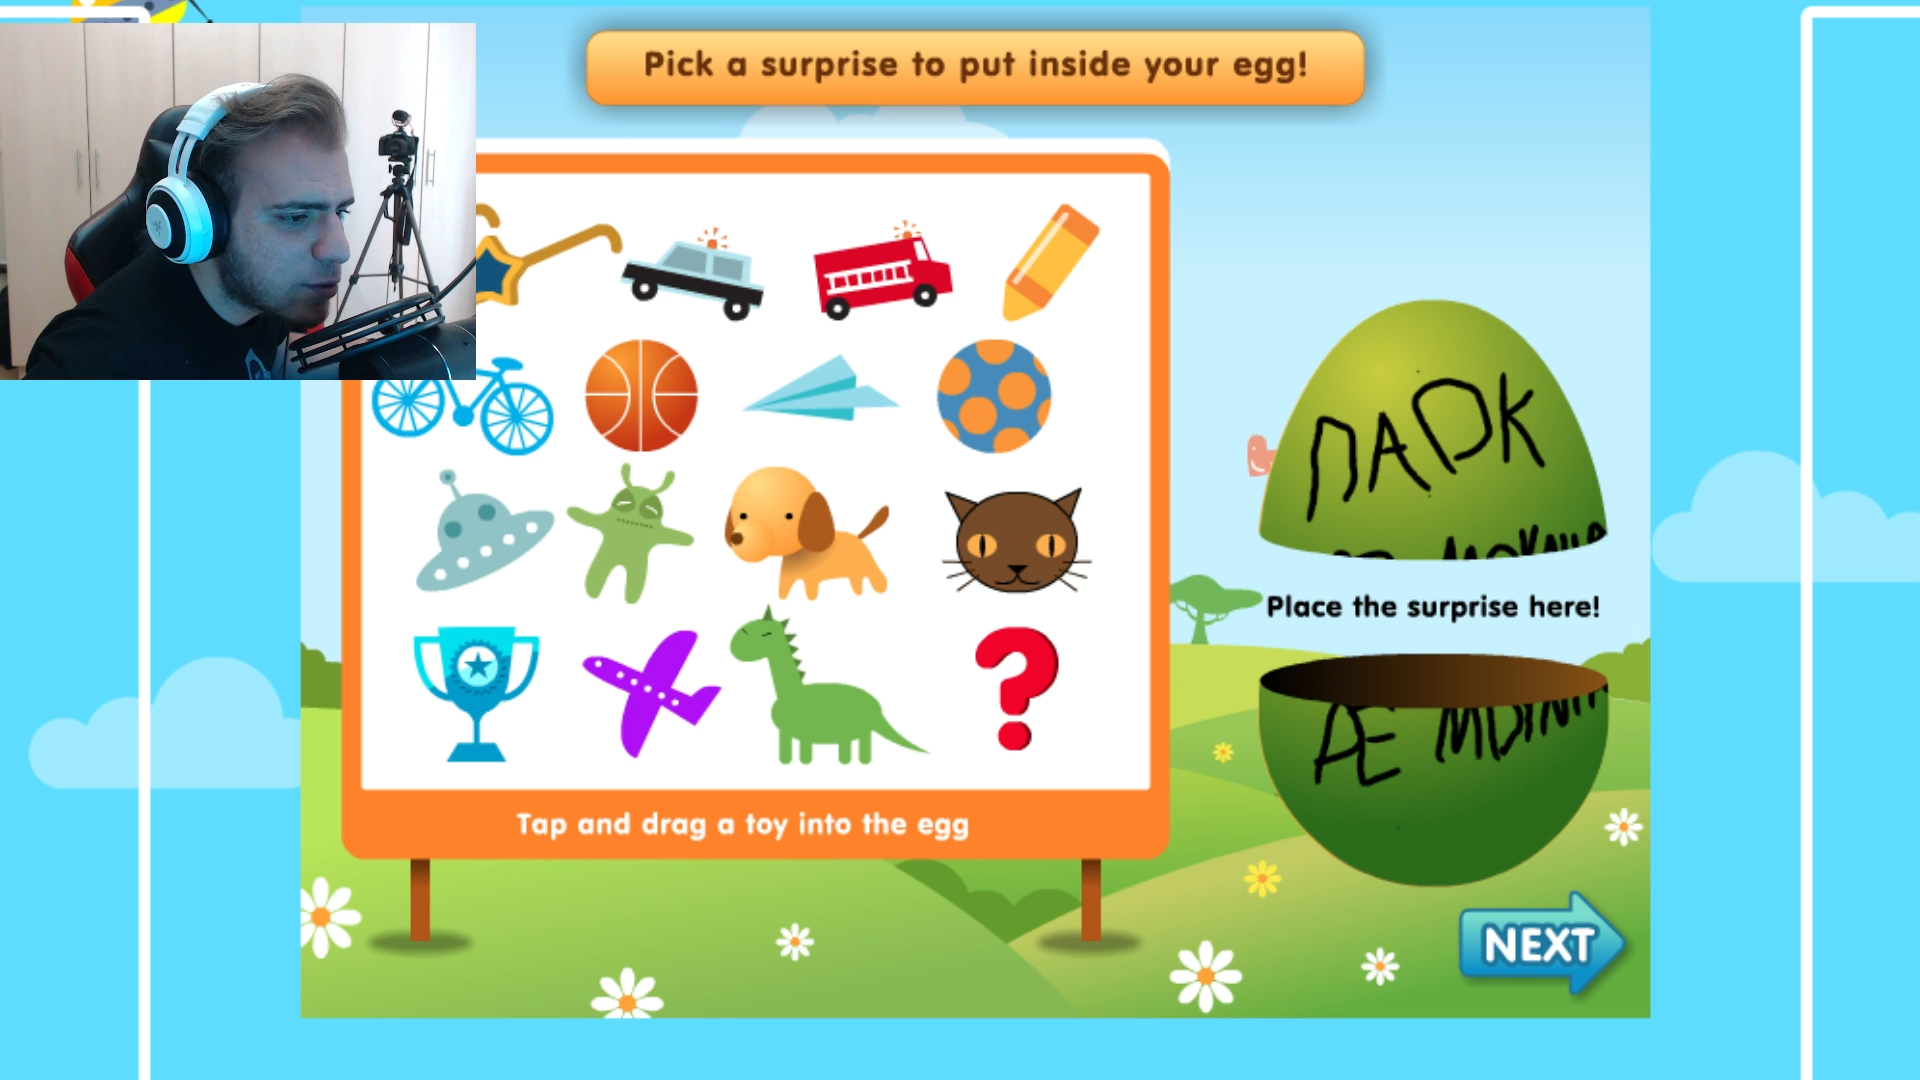 Pick a surprise to put inside your egg!
ПАРК
Place the surprise here!
Tap and drag a toy into the egg
NEXT